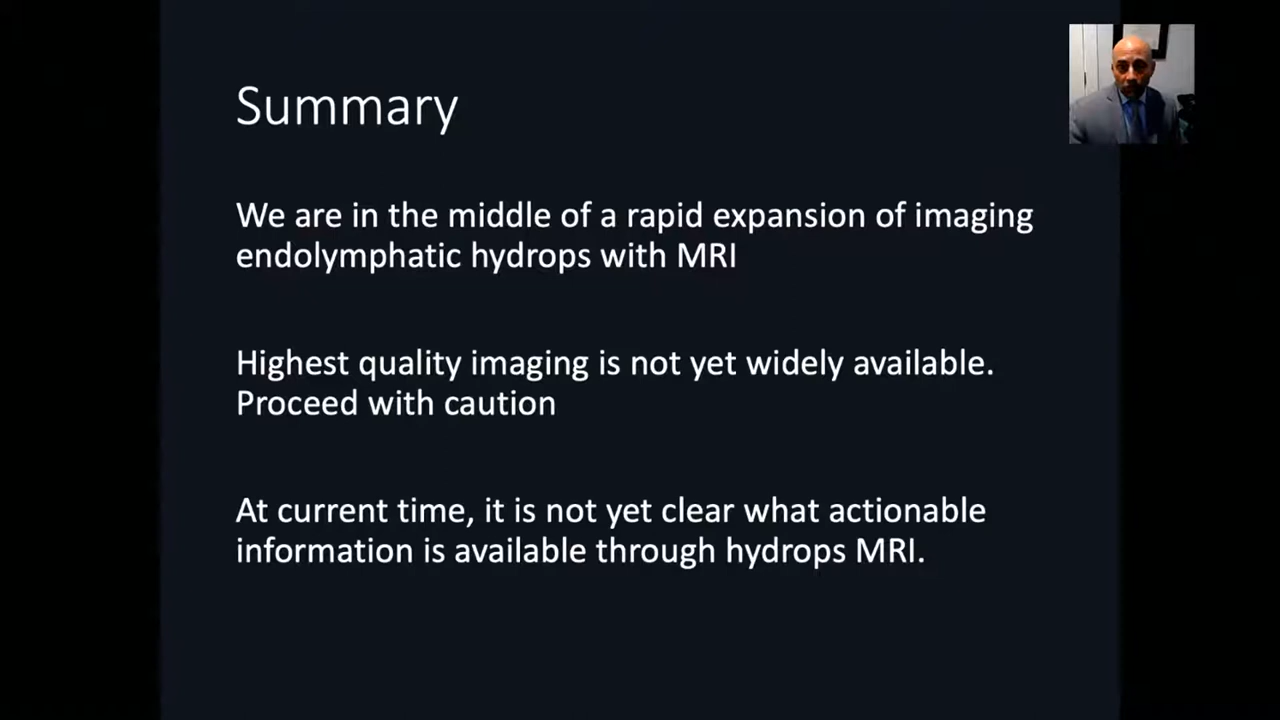 Summary
We are in the middle of a rapid expansion of imaging
endolymphatic hydrops with MRI
Highest quality imaging is not yet widely available.
Proceed with caution
At current time, it is not yet clear what actionable
information is available through hydrops MRI.